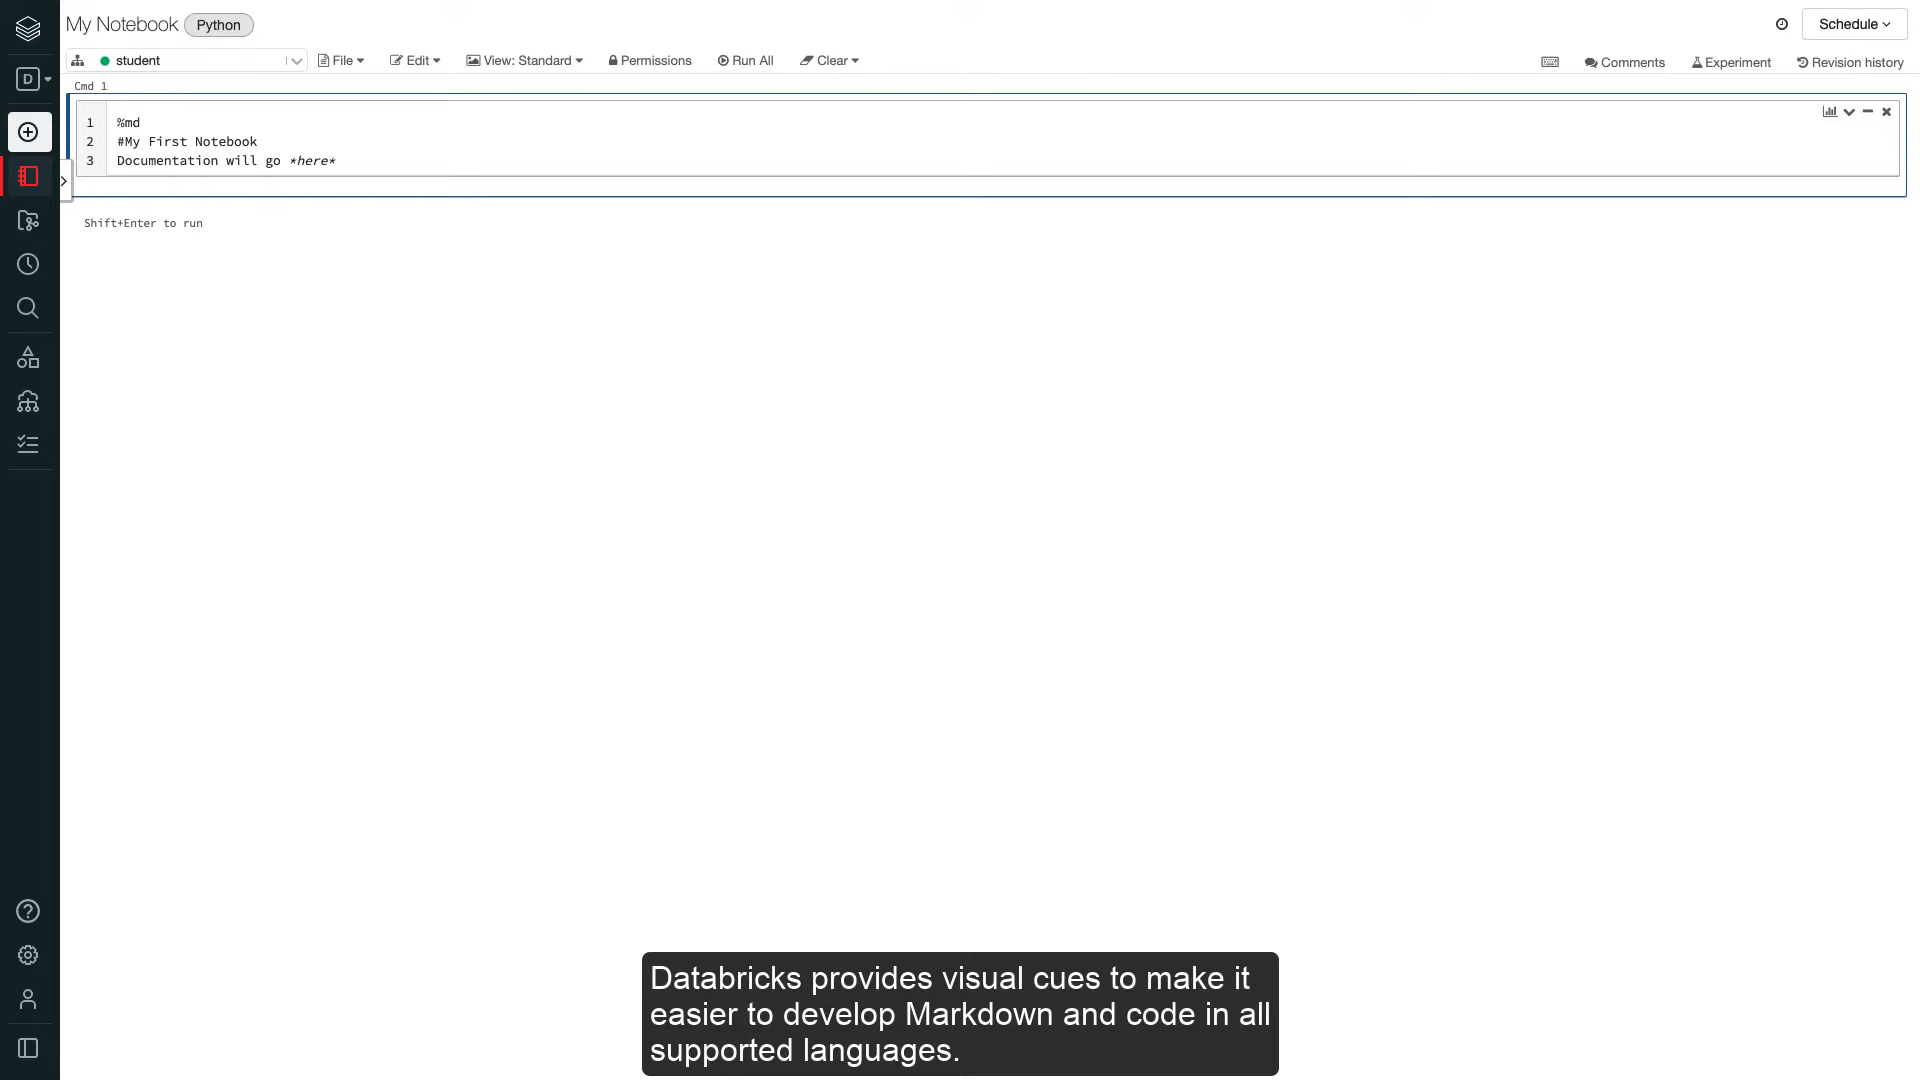 My Notebook Python
Schedule
D
student File Edit View: Standard Permissions Run All Clear
Comments Experiment Revision history
Cmd 1
1 %md
2 #My First Notebook
3 Documentation will go *here*
Shift+Enter to run
Databricks provides visual cues to make it
easier to develop Markdown and code in all
supported languages.